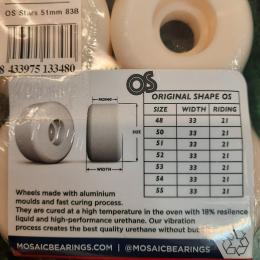 OS Stars 51mm 83B
8 433975 133480
OS
ORIGINAL SHAPE OS
RIDING
SIZE WIDTH RIDING
48 33 21
50 33 21
51 33 21
52 33 21
53 33 21
54 33 21
55 33 21
SIZE
WIDTH
Wheels made with aluminium
moulds and fast curing process.
They are cured at a high temperature in the oven with 18% resilence
liquid and high-performance urethane. Our vibration
process creates the best quality urethane without
MOSAICBEARINGS.COM | @MOSAICBEARINGS